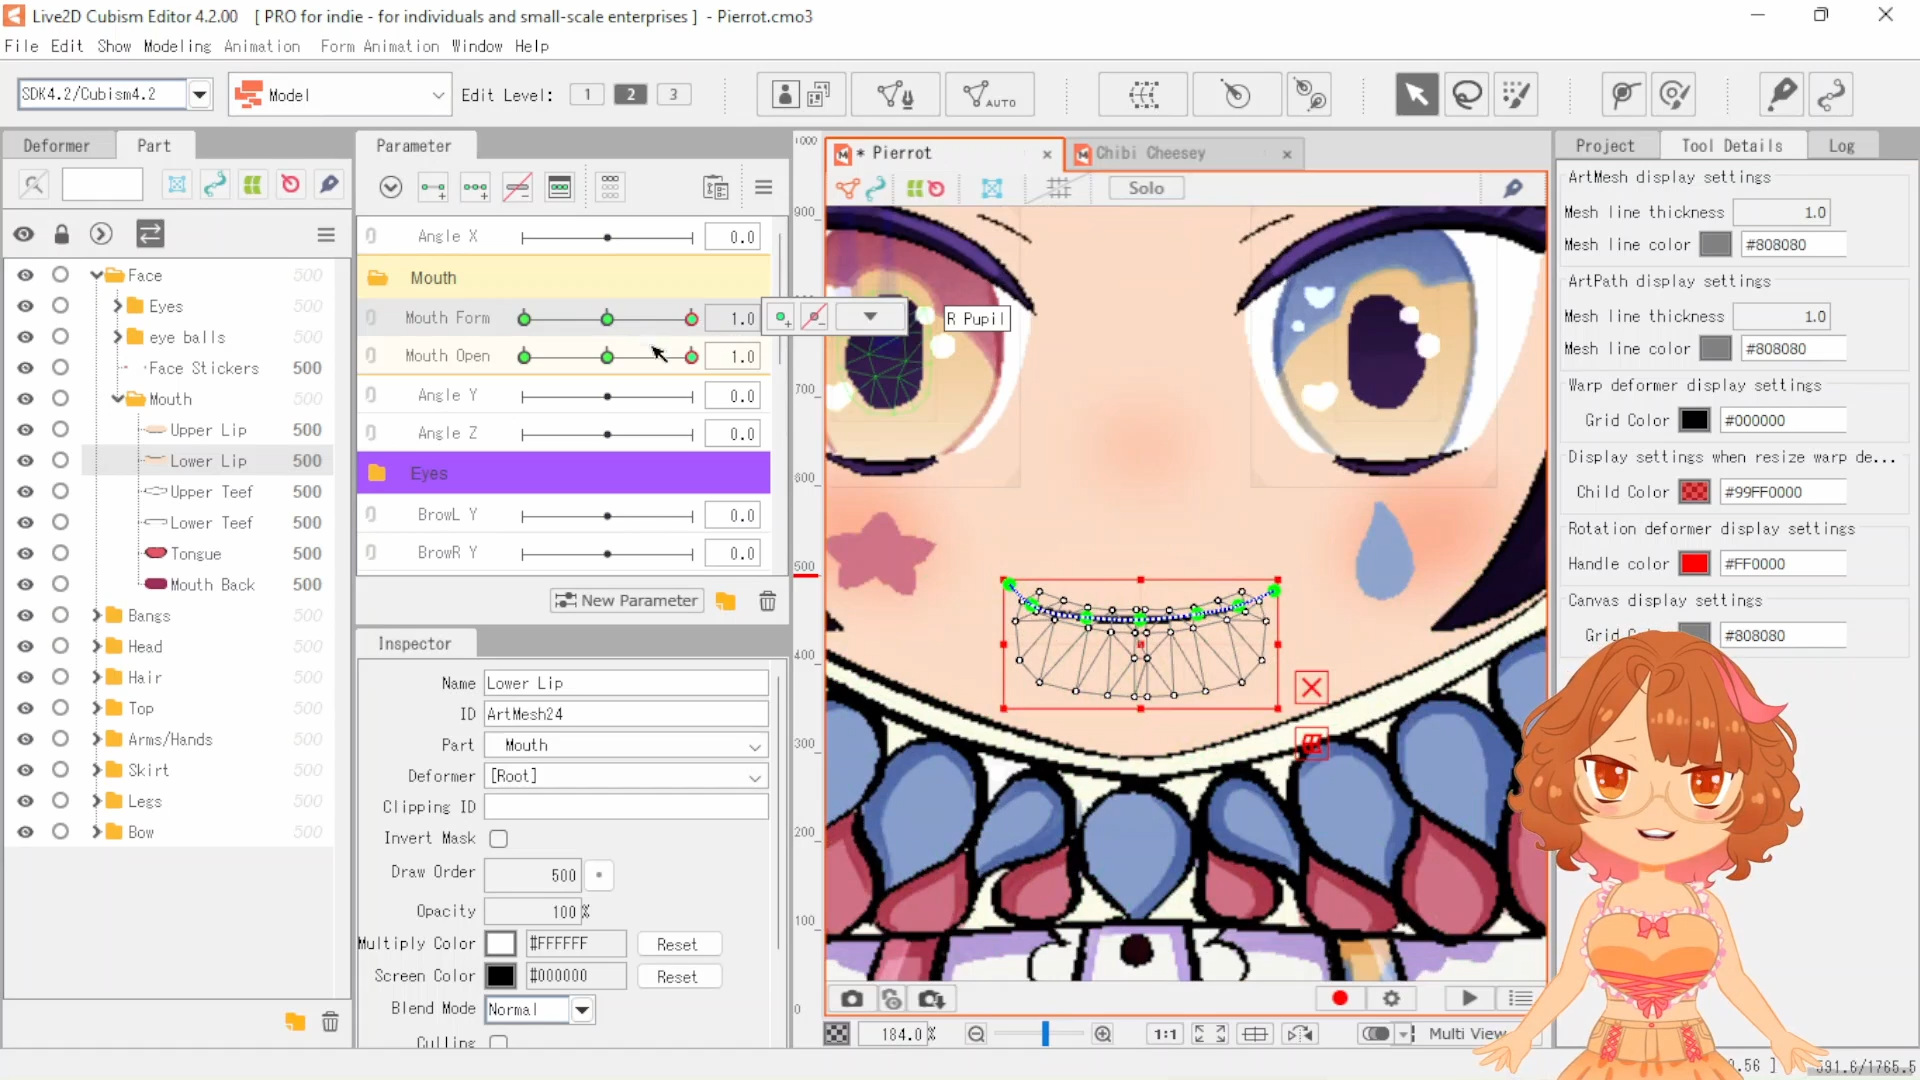 Live2D Cubism Editor 4.2.00   [ PRO for indie - for individuals and small-scale enterprises ]  - Pierrot.cmo3
File Edit Show Modeling Animation Form Animation Window Help
SDK4.2/Cubism4.2
Model
Edit Level: 1 2 3
AUTO
Deformer Part
Parameter
* Pierrot
Chibi Cheesey
Project Tool Details Log
Solo
Face 500
Eyes 500
eye balls 500
Face Stickers 500
Mouth 500
Upper Lip 500
Lower Lip 500
Upper Teef 500
Lower Teef 500
Tongue 500
Mouth Back 500
Bangs 500
Head 500
Hair 500
Top 500
Arms/Hands 500
Skirt 500
Legs 500
Bow 500
Angle X 0.0
Mouth
Mouth Form 1.0
Mouth Open 1.0
Angle Y 0.0
Angle Z 0.0
Eyes
BrowL Y 0.0
BrowR Y 0.0
New Parameter
Inspector
Name Lower Lip
ID ArtMesh24
Part Mouth
Deformer [Root]
Clipping ID
Invert Mask
Draw Order 500
Opacity 100 %
Multiply Color #FFFFFF Reset
Screen Color #000000 Reset
Blend Mode Normal
Culling
1000
900
700
600
500
400
300
200
100
0
R Pupil
184.0 %
1:1
Multi View
ArtMesh display settings
Mesh line thickness 1.0
Mesh line color #808080
ArtPath display settings
Mesh line thickness 1.0
Mesh line color #808080
Warp deformer display settings
Grid Color #000000
Display settings when resize warp de...
Child Color #99FF0000
Rotation deformer display settings
Handle color #FF0000
Canvas display settings
#808080